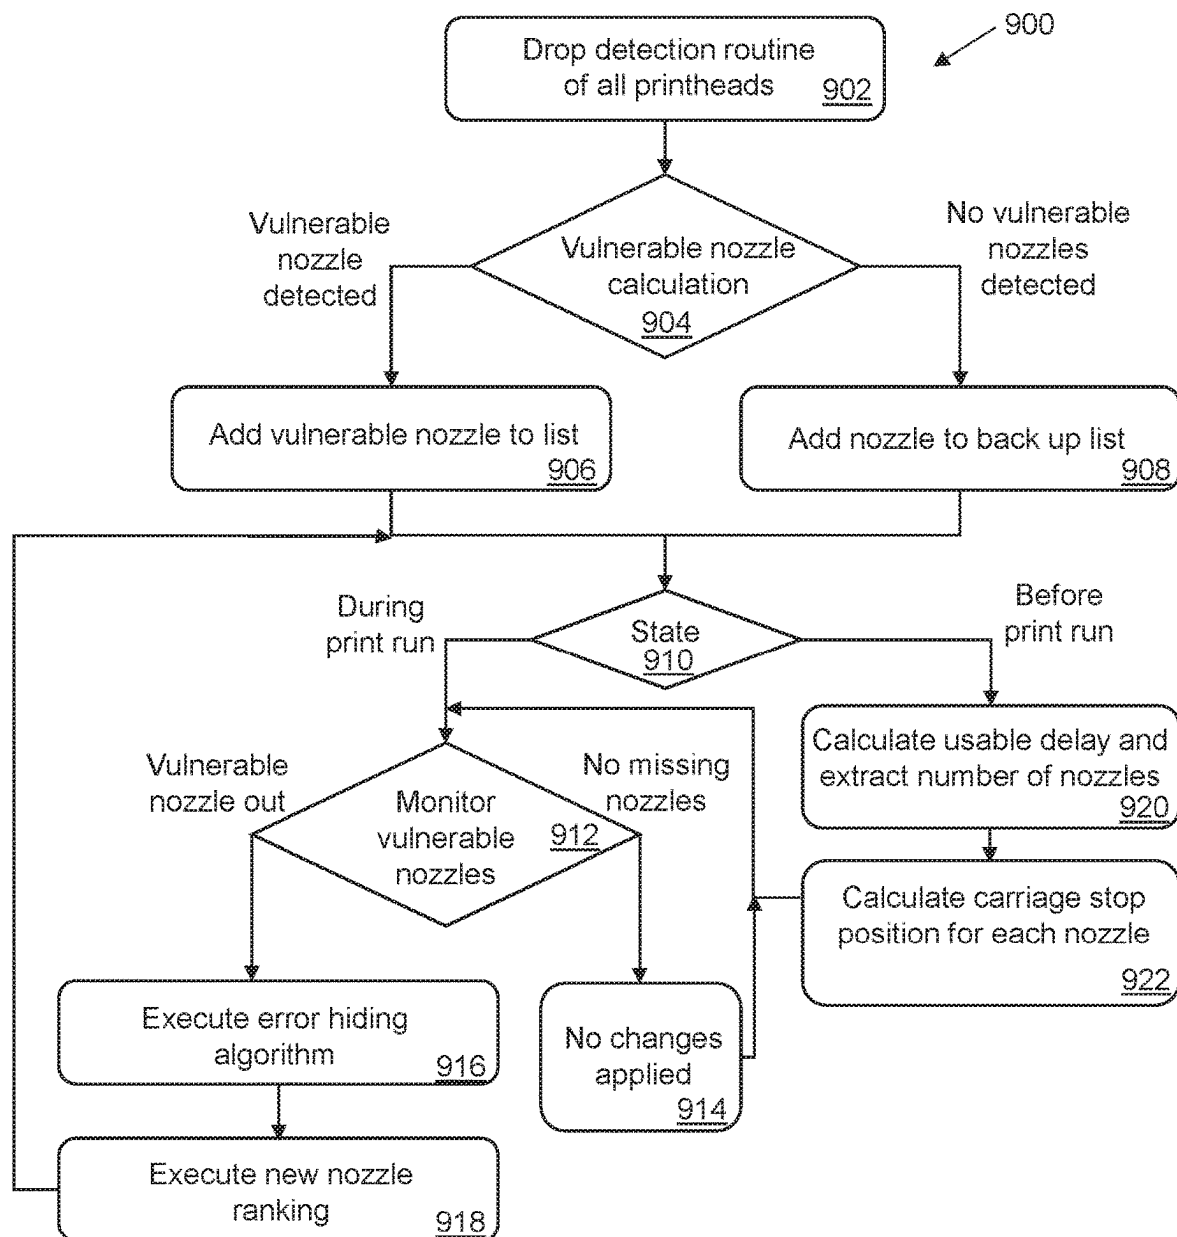 900
Drop detection routine
of all printheads
902
Vulnerable
nozzle
detected
Vulnerable nozzle
calculation
904
No vulnerable
nozzles
detected
Add vulnerable nozzle to list
906
Add nozzle to back up list
908
During
print run
State
910
Before
print run
Vulnerable
nozzle out
Monitor
vulnerable
nozzles
912
No missing
nozzles
Calculate usable delay and
extract number of nozzles
920
Calculate carriage stop
position for each nozzle
922
Execute error hiding
algorithm
916
No changes
applied
914
Execute new nozzle
ranking
918